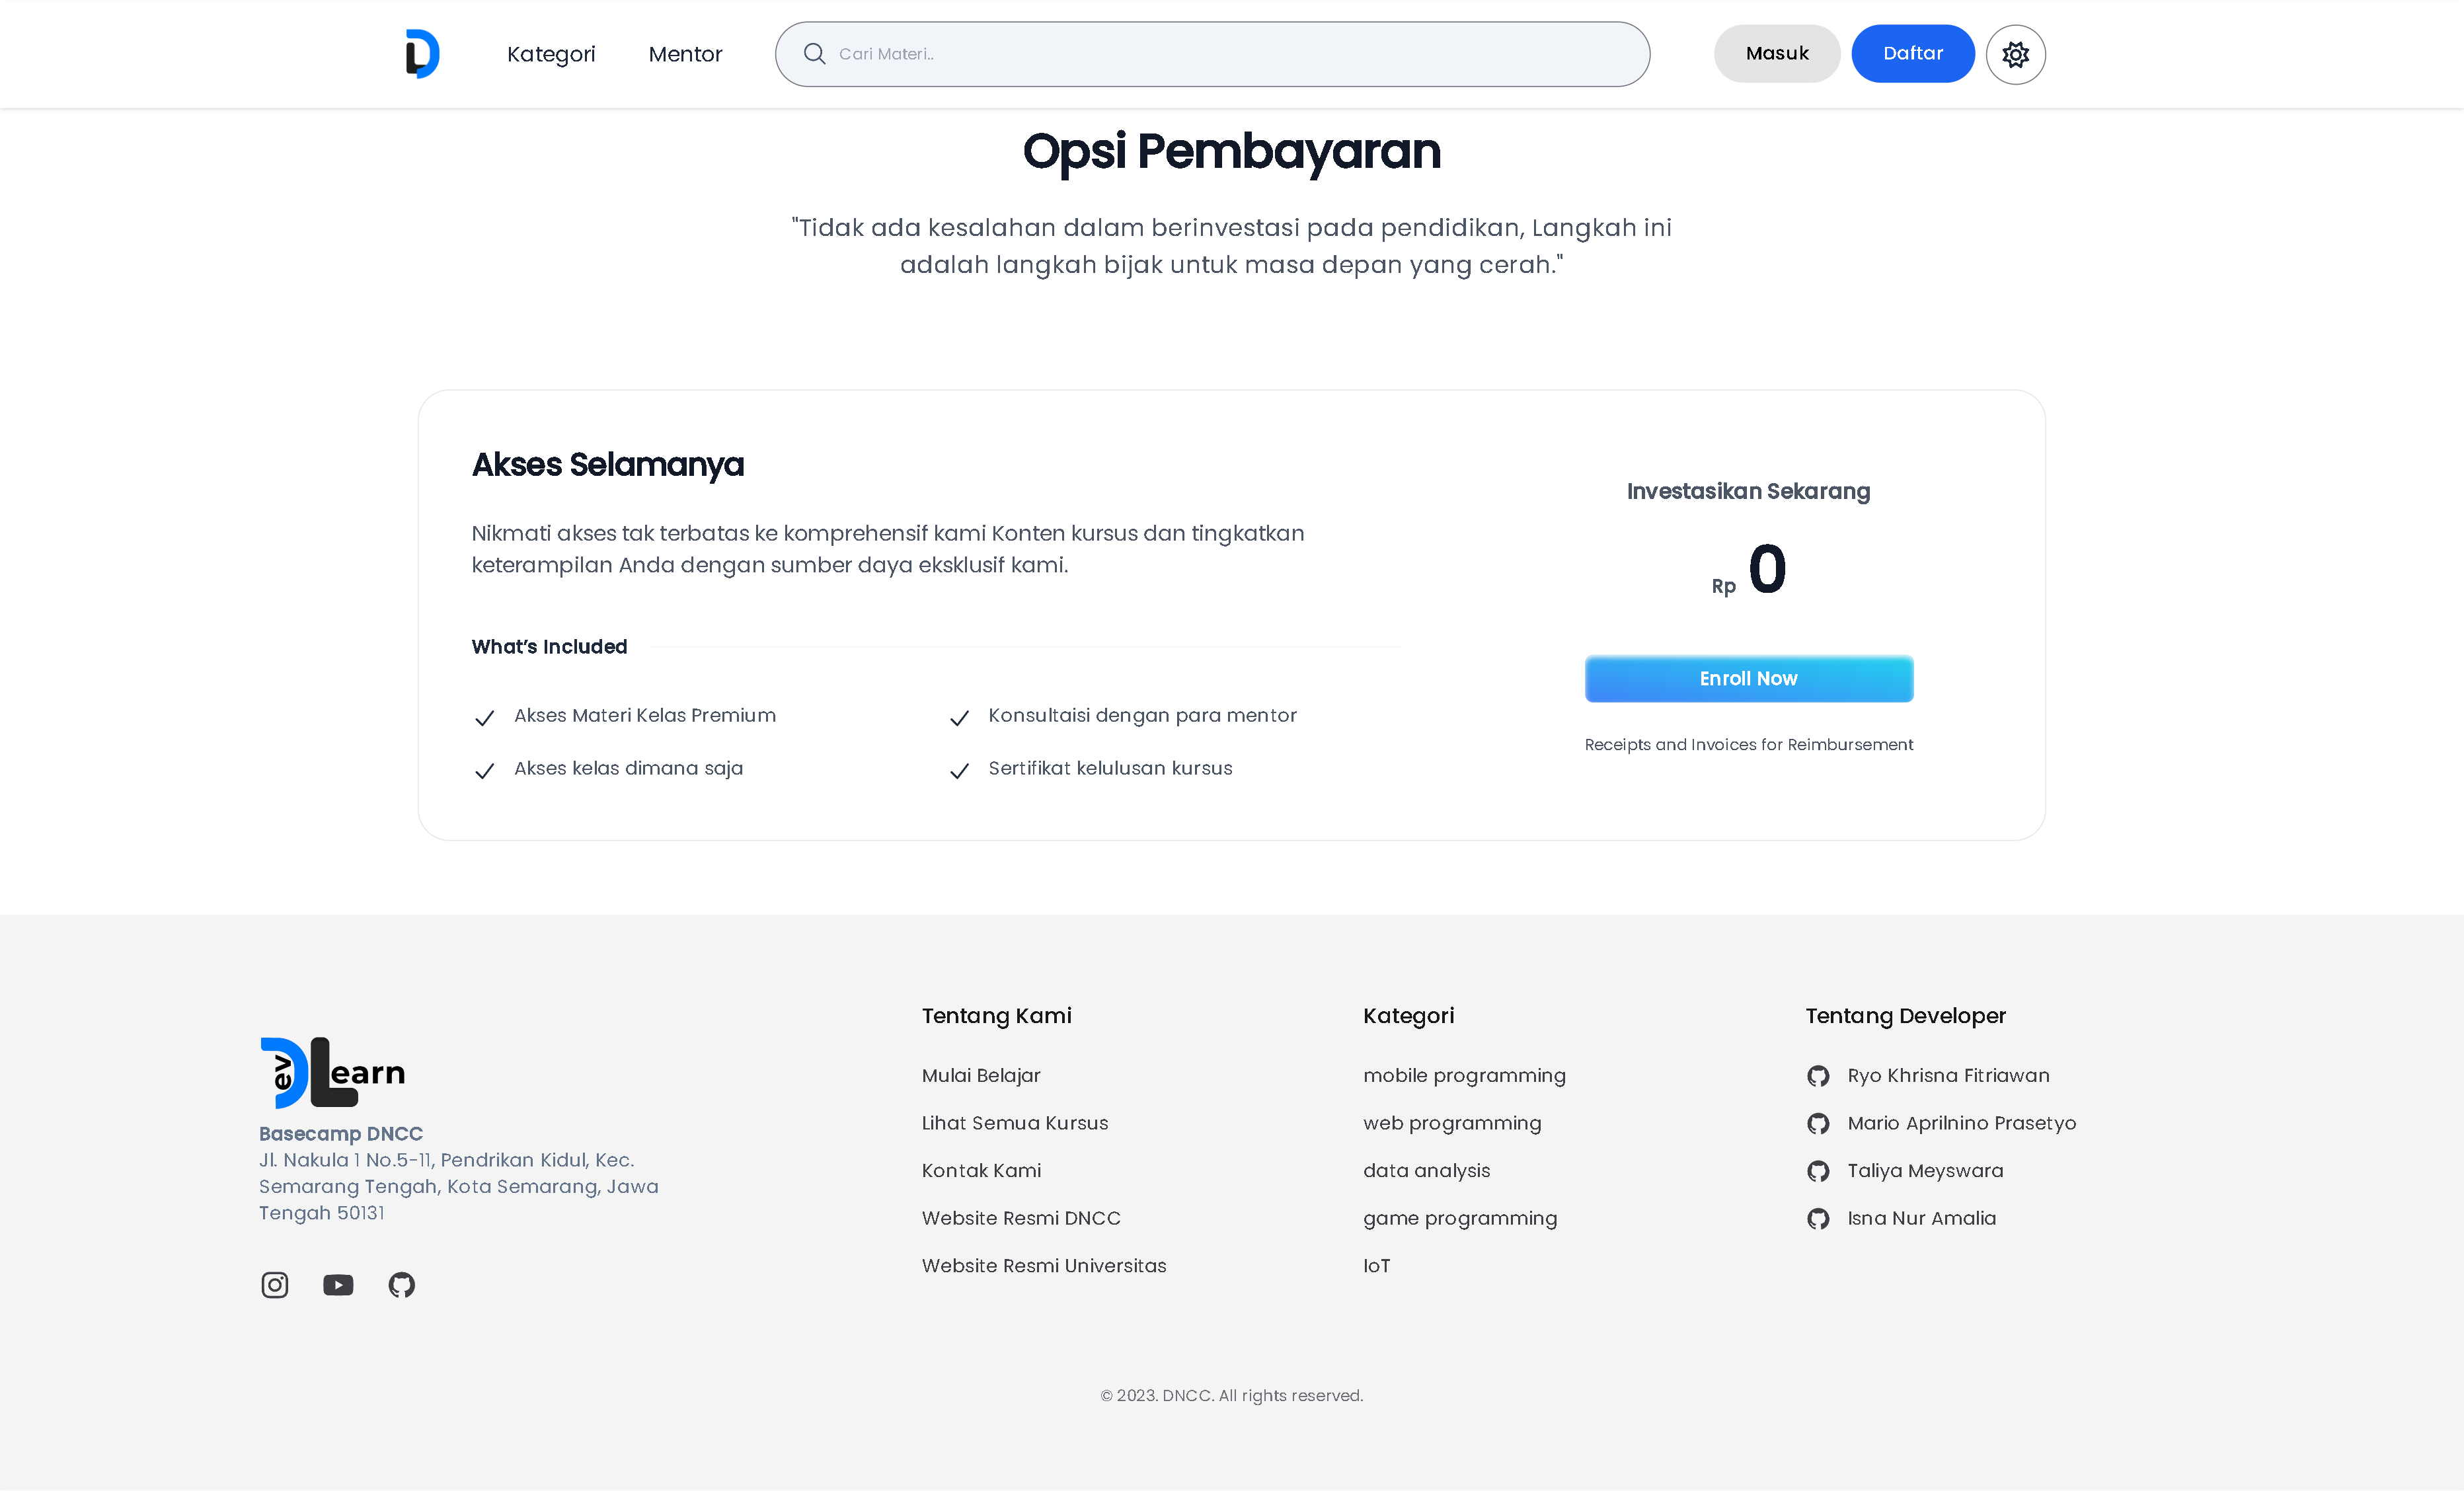 Kategori
Mentor
Cari Materi..
Masuk
Daftar
Opsi Pembayaran
"Tidak ada kesalahan dalam berinvestasi pada pendidikan, Langkah ini
adalah langkah bijak untuk masa depan yang cerah."
Akses Selamanya
Nikmati akses tak terbatas ke komprehensif kami Konten kursus dan tingkatkan
keterampilan Anda dengan sumber daya eksklusif kami.
What's Included
Akses Materi Kelas Premium
Konsultaisi dengan para mentor
Akses kelas dimana saja
Sertifikat kelulusan kursus
Investasikan Sekarang
Rp 0
Enroll Now
Receipts and Invoices for Reimbursement
Dev Learn
Basecamp DNCC
Jl. Nakula 1 No.5-11, Pendrikan Kidul, Kec.
Semarang Tengah, Kota Semarang, Jawa
Tengah 50131
Tentang Kami
Mulai Belajar
Lihat Semua Kursus
Kontak Kami
Website Resmi DNCC
Website Resmi Universitas
Kategori
mobile programming
web programming
data analysis
game programming
IoT
Tentang Developer
Ryo Khrisna Fitriawan
Mario Aprilnino Prasetyo
Taliya Meyswara
Isna Nur Amalia
© 2023. DNCC. All rights reserved.